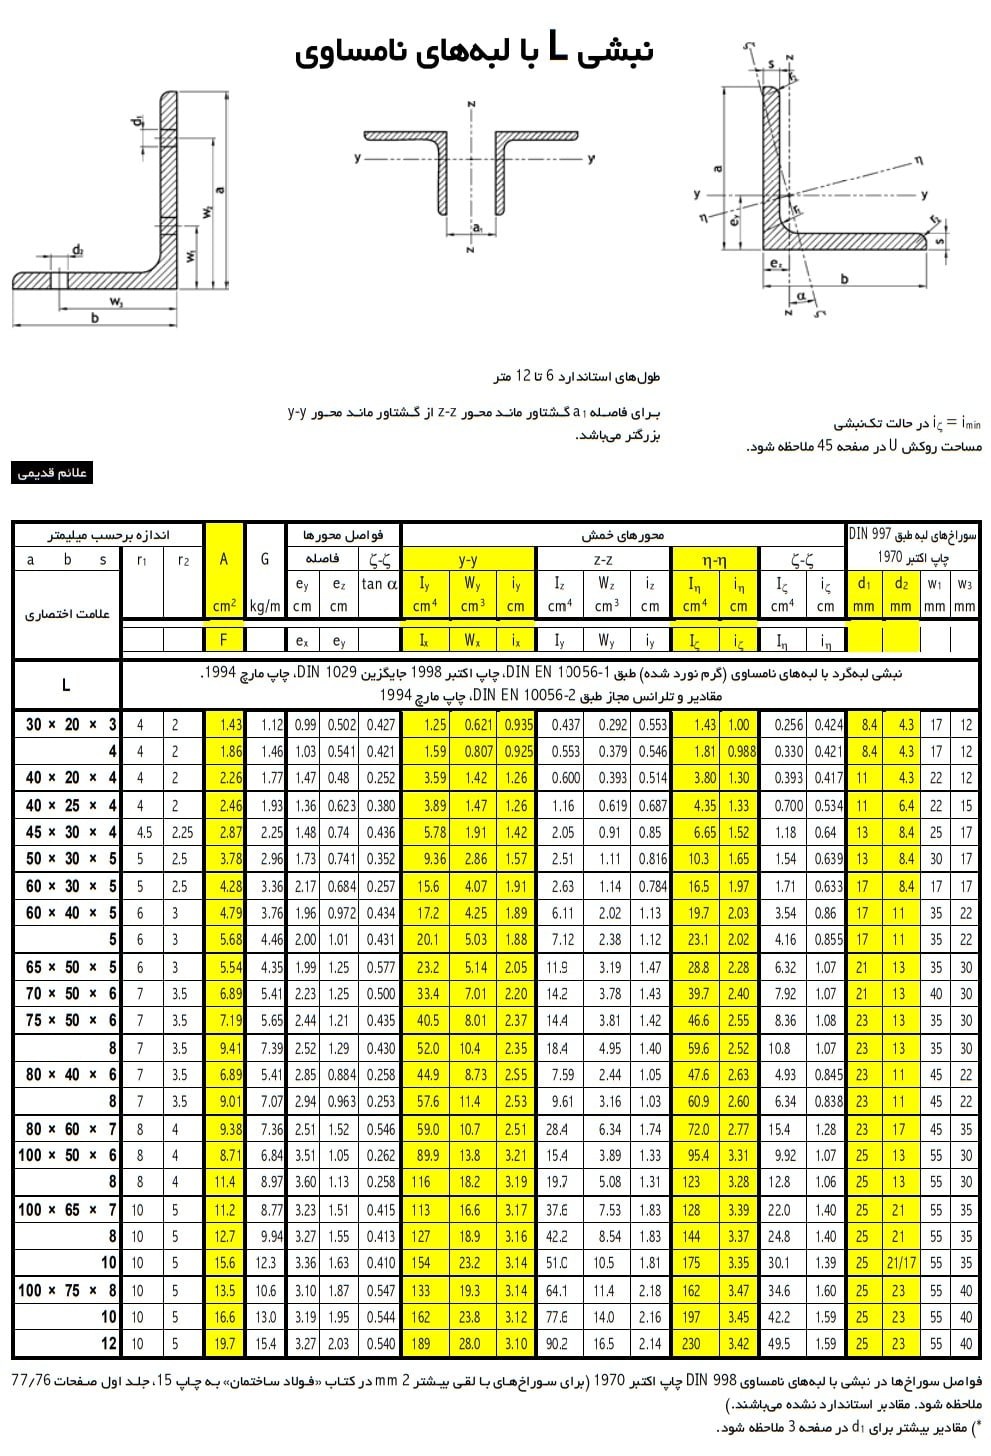 نبشی L با لبه‌های نامساوی
d₁ a w₂ w₁ d₂ w₃ b
z y y a₁ z
ζ z s r₂ a η y y η e_y r₁ r₂ s e_z b α z ζ
طول‌های استاندارد 6 تا 12 متر
برای فاصله a₁ گشتاور ماند محور z-z از گشتاور ماند محور y-y
بزرگتر می‌باشد.
i_ζ = i_min در حالت تک‌نبشی
مساحت روکش U در صفحه 45 ملاحظه شود.
علائم قدیمی
اندازه برحسب میلیمتر A G فواصل محورها محورهای خمش سوراخ‌های لبه طبق DIN 997
چاپ اکتبر 1970
a b s r₁ r₂ فاصله ζ-ζ y-y z-z η-η ζ-ζ
علامت اختصاری e_y e_z tan α I_y W_y i_y I_z W_z i_z I_η i_η I_ζ i_ζ d₁ d₂ w₁ w₃
cm² kg/m cm cm cm⁴ cm³ cm cm⁴ cm³ cm cm⁴ cm cm⁴ cm mm mm mm mm
F e_x e_y I_x W_x i_x I_y W_y i_y I_ζ i_ζ I_η i_η
L نبشی لبه‌گرد با لبه‌های نامساوی (گرم نورد شده) طبق DIN EN 10056-1، چاپ اکتبر 1998 جایگزین DIN 1029، چاپ مارچ 1994.
مقادیر و تلرانس مجاز طبق DIN EN 10056-2، چاپ مارچ 1994
30 × 20 × 3 4 2 1.43 1.12 0.99 0.502 0.427 1.25 0.621 0.935 0.437 0.292 0.553 1.43 1.00 0.256 0.424 8.4 4.3 17 12
4 4 2 1.86 1.46 1.03 0.541 0.421 1.59 0.807 0.925 0.553 0.379 0.546 1.81 0.988 0.330 0.421 8.4 4.3 17 12
40 × 20 × 4 4 2 2.26 1.77 1.47 0.48 0.252 3.59 1.42 1.26 0.600 0.393 0.514 3.80 1.30 0.393 0.417 11 4.3 22 12
40 × 25 × 4 4 2 2.46 1.93 1.36 0.623 0.380 3.89 1.47 1.26 1.16 0.619 0.687 4.35 1.33 0.700 0.534 11 6.4 22 15
45 × 30 × 4 4.5 2.25 2.87 2.25 1.48 0.74 0.436 5.78 1.91 1.42 2.05 0.91 0.85 6.65 1.52 1.18 0.64 13 8.4 25 17
50 × 30 × 5 5 2.5 3.78 2.96 1.73 0.741 0.352 9.36 2.86 1.57 2.51 1.11 0.816 10.3 1.65 1.54 0.639 13 8.4 30 17
60 × 30 × 5 5 2.5 4.28 3.36 2.17 0.684 0.257 15.6 4.07 1.91 2.63 1.14 0.784 16.5 1.97 1.71 0.633 17 8.4 17 17
60 × 40 × 5 6 3 4.79 3.76 1.96 0.972 0.434 17.2 4.25 1.89 6.11 2.02 1.13 19.7 2.03 3.54 0.86 17 11 35 22
5 6 3 5.68 4.46 2.00 1.01 0.431 20.1 5.03 1.88 7.12 2.38 1.12 23.1 2.02 4.16 0.855 17 11 35 22
65 × 50 × 5 6 3 5.54 4.35 1.99 1.25 0.577 23.2 5.14 2.05 11.9 3.19 1.47 28.8 2.28 6.32 1.07 21 13 35 30
70 × 50 × 6 7 3.5 6.89 5.41 2.23 1.25 0.500 33.4 7.01 2.20 14.2 3.78 1.43 39.7 2.40 7.92 1.07 21 13 40 30
75 × 50 × 6 7 3.5 7.19 5.65 2.44 1.21 0.435 40.5 8.01 2.37 14.4 3.81 1.42 46.6 2.55 8.36 1.08 23 13 35 30
8 7 3.5 9.41 7.39 2.52 1.29 0.430 52.0 10.4 2.35 18.4 4.95 1.40 59.6 2.52 10.8 1.07 23 13 35 30
80 × 40 × 6 7 3.5 6.89 5.41 2.85 0.884 0.258 44.9 8.73 2.S5 7.59 2.44 1.05 47.6 2.63 4.93 0.845 23 11 45 22
8 7 3.5 9.01 7.07 2.94 0.963 0.253 57.6 11.4 2.53 9.61 3.16 1.03 60.9 2.60 6.34 0.838 23 11 45 22
80 × 60 × 7 8 4 9.38 7.36 2.51 1.52 0.546 59.0 10.7 2.51 28.4 6.34 1.74 72.0 2.77 15.4 1.28 23 17 45 35
100 × 50 × 6 8 4 8.71 6.84 3.51 1.05 0.262 89.9 13.8 3.21 15.4 3.89 1.33 95.4 3.31 9.92 1.07 25 13 55 30
8 8 4 11.4 8.97 3.60 1.13 0.258 116 18.2 3.19 19.7 5.08 1.31 123 3.28 12.8 1.06 25 13 55 30
100 × 65 × 7 10 5 11.2 8.77 3.23 1.51 0.415 113 16.6 3.17 37.6 7.53 1.83 128 3.39 22.0 1.40 25 21 55 35
8 10 5 12.7 9.94 3.27 1.55 0.413 127 18.9 3.16 42.2 8.54 1.83 144 3.37 24.8 1.40 25 21 55 35
10 10 5 15.6 12.3 3.36 1.63 0.410 154 23.2 3.14 51.0 10.5 1.81 175 3.35 30.1 1.39 25 21/17 55 35
100 × 75 × 8 10 5 13.5 10.6 3.10 1.87 0.547 133 19.3 3.14 64.1 11.4 2.18 162 3.47 34.6 1.60 25 23 55 40
10 10 5 16.6 13.0 3.19 1.95 0.544 162 23.8 3.12 77.6 14.0 2.16 197 3.45 42.2 1.59 25 23 55 40
12 10 5 19.7 15.4 3.27 2.03 0.540 189 28.0 3.10 90.2 16.5 2.14 230 3.42 49.5 1.59 25 23 55 40
فواصل سوراخ‌ها در نبشی با لبه‌های نامساوی DIN 998 چاپ اکتبر 1970 (برای سوراخ‌های با لقی بیشتر 2 mm در کتاب «فولاد ساختمان» به چاپ 15، جلد اول صفحات 77٫76
ملاحظه شود. مقادیر استاندارد نشده می‌باشند.)
*) مقادیر بیشتر برای d₁ در صفحه 3 ملاحظه شود.